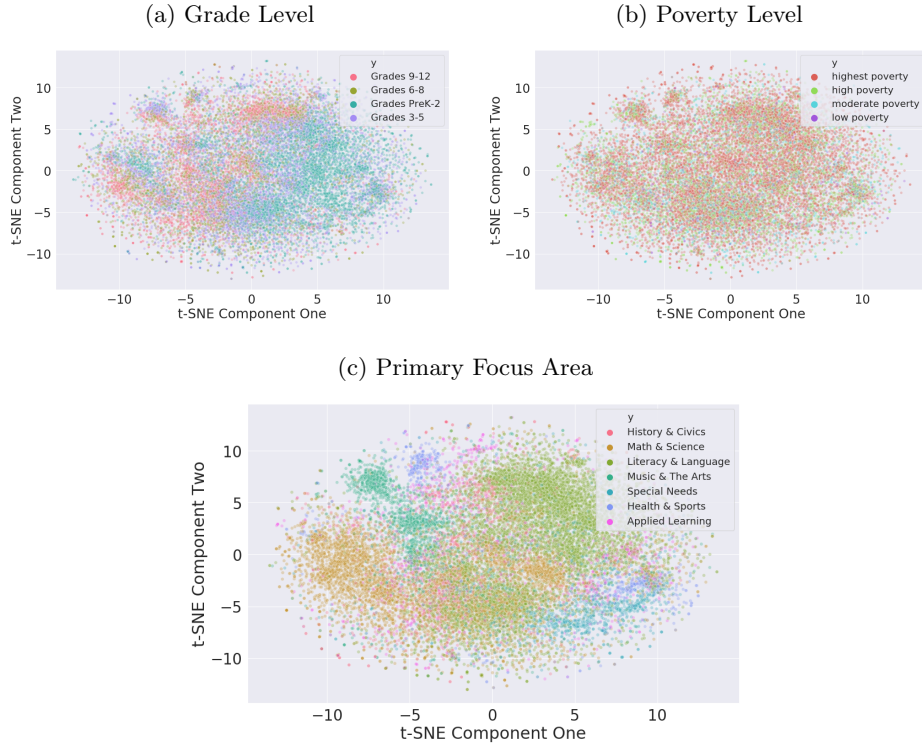 (a) Grade Level
(b) Poverty Level
y
Grades 9-12
Grades 6-8
Grades PreK-2
Grades 3-5
10
5
0
−5
−10
−10
−5
0
5
10
t-SNE Component Two
t-SNE Component One
y
highest poverty
high poverty
moderate poverty
low poverty
10
5
0
−5
−10
−10
−5
0
5
10
t-SNE Component Two
t-SNE Component One
(c) Primary Focus Area
y
History & Civics
Math & Science
Literacy & Language
Music & The Arts
Special Needs
Health & Sports
Applied Learning
10
5
0
−5
−10
−10
−5
0
5
10
t-SNE Component Two
t-SNE Component One